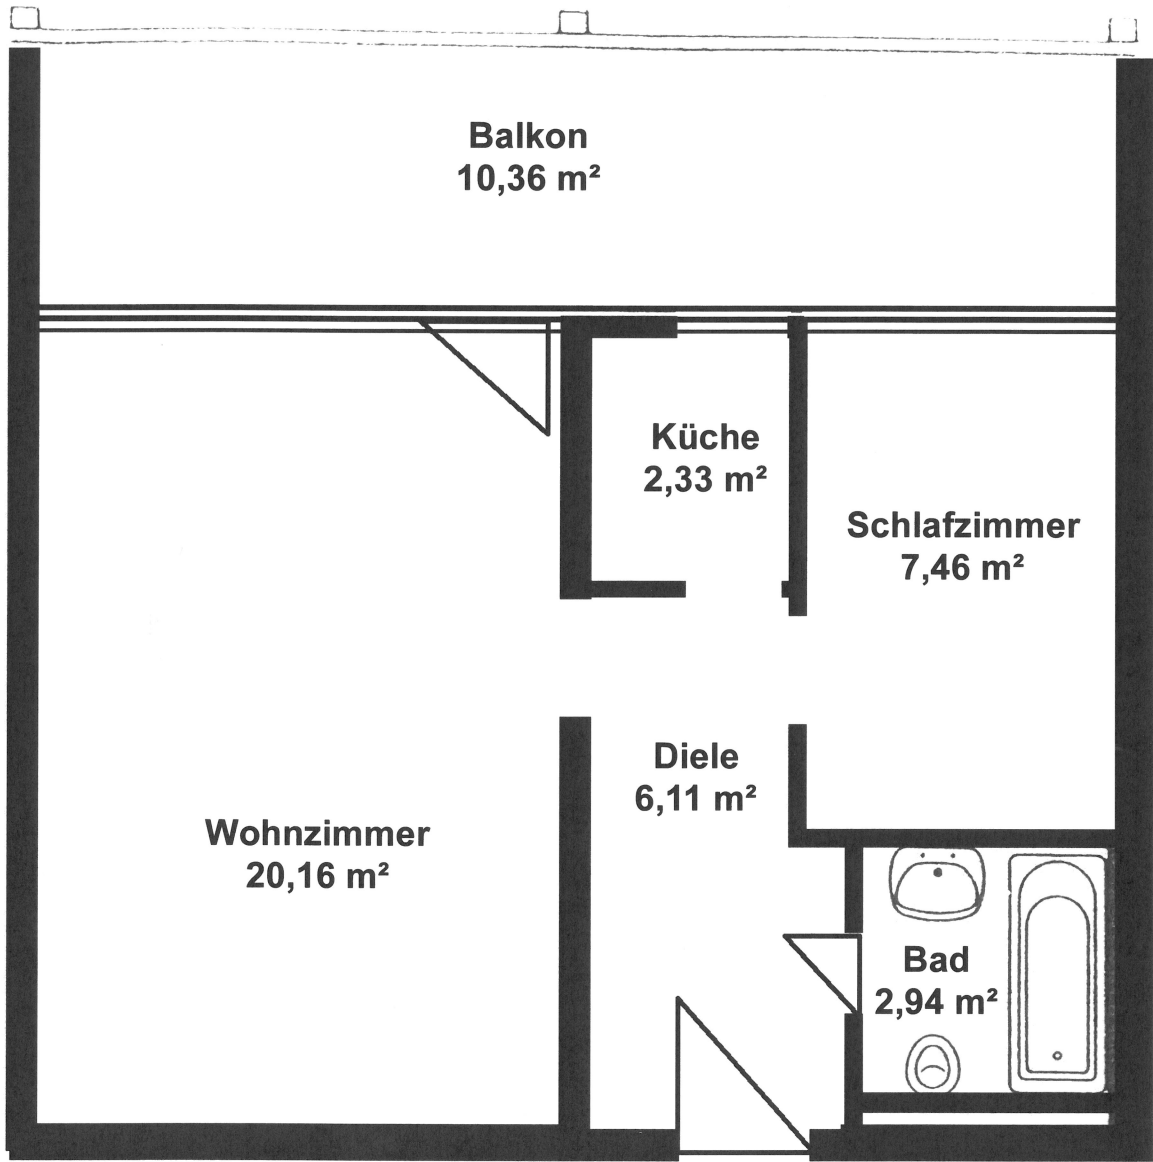 Balkon
10,36 m²
Küche
2,33 m²
Schlafzimmer
7,46 m²
Diele
6,11 m²
Wohnzimmer
20,16 m²
Bad
2,94 m²